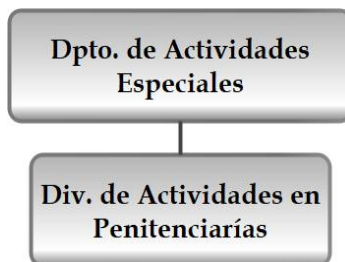 Dpto. de Actividades
Especiales
Div. de Actividades en
Penitenciarías